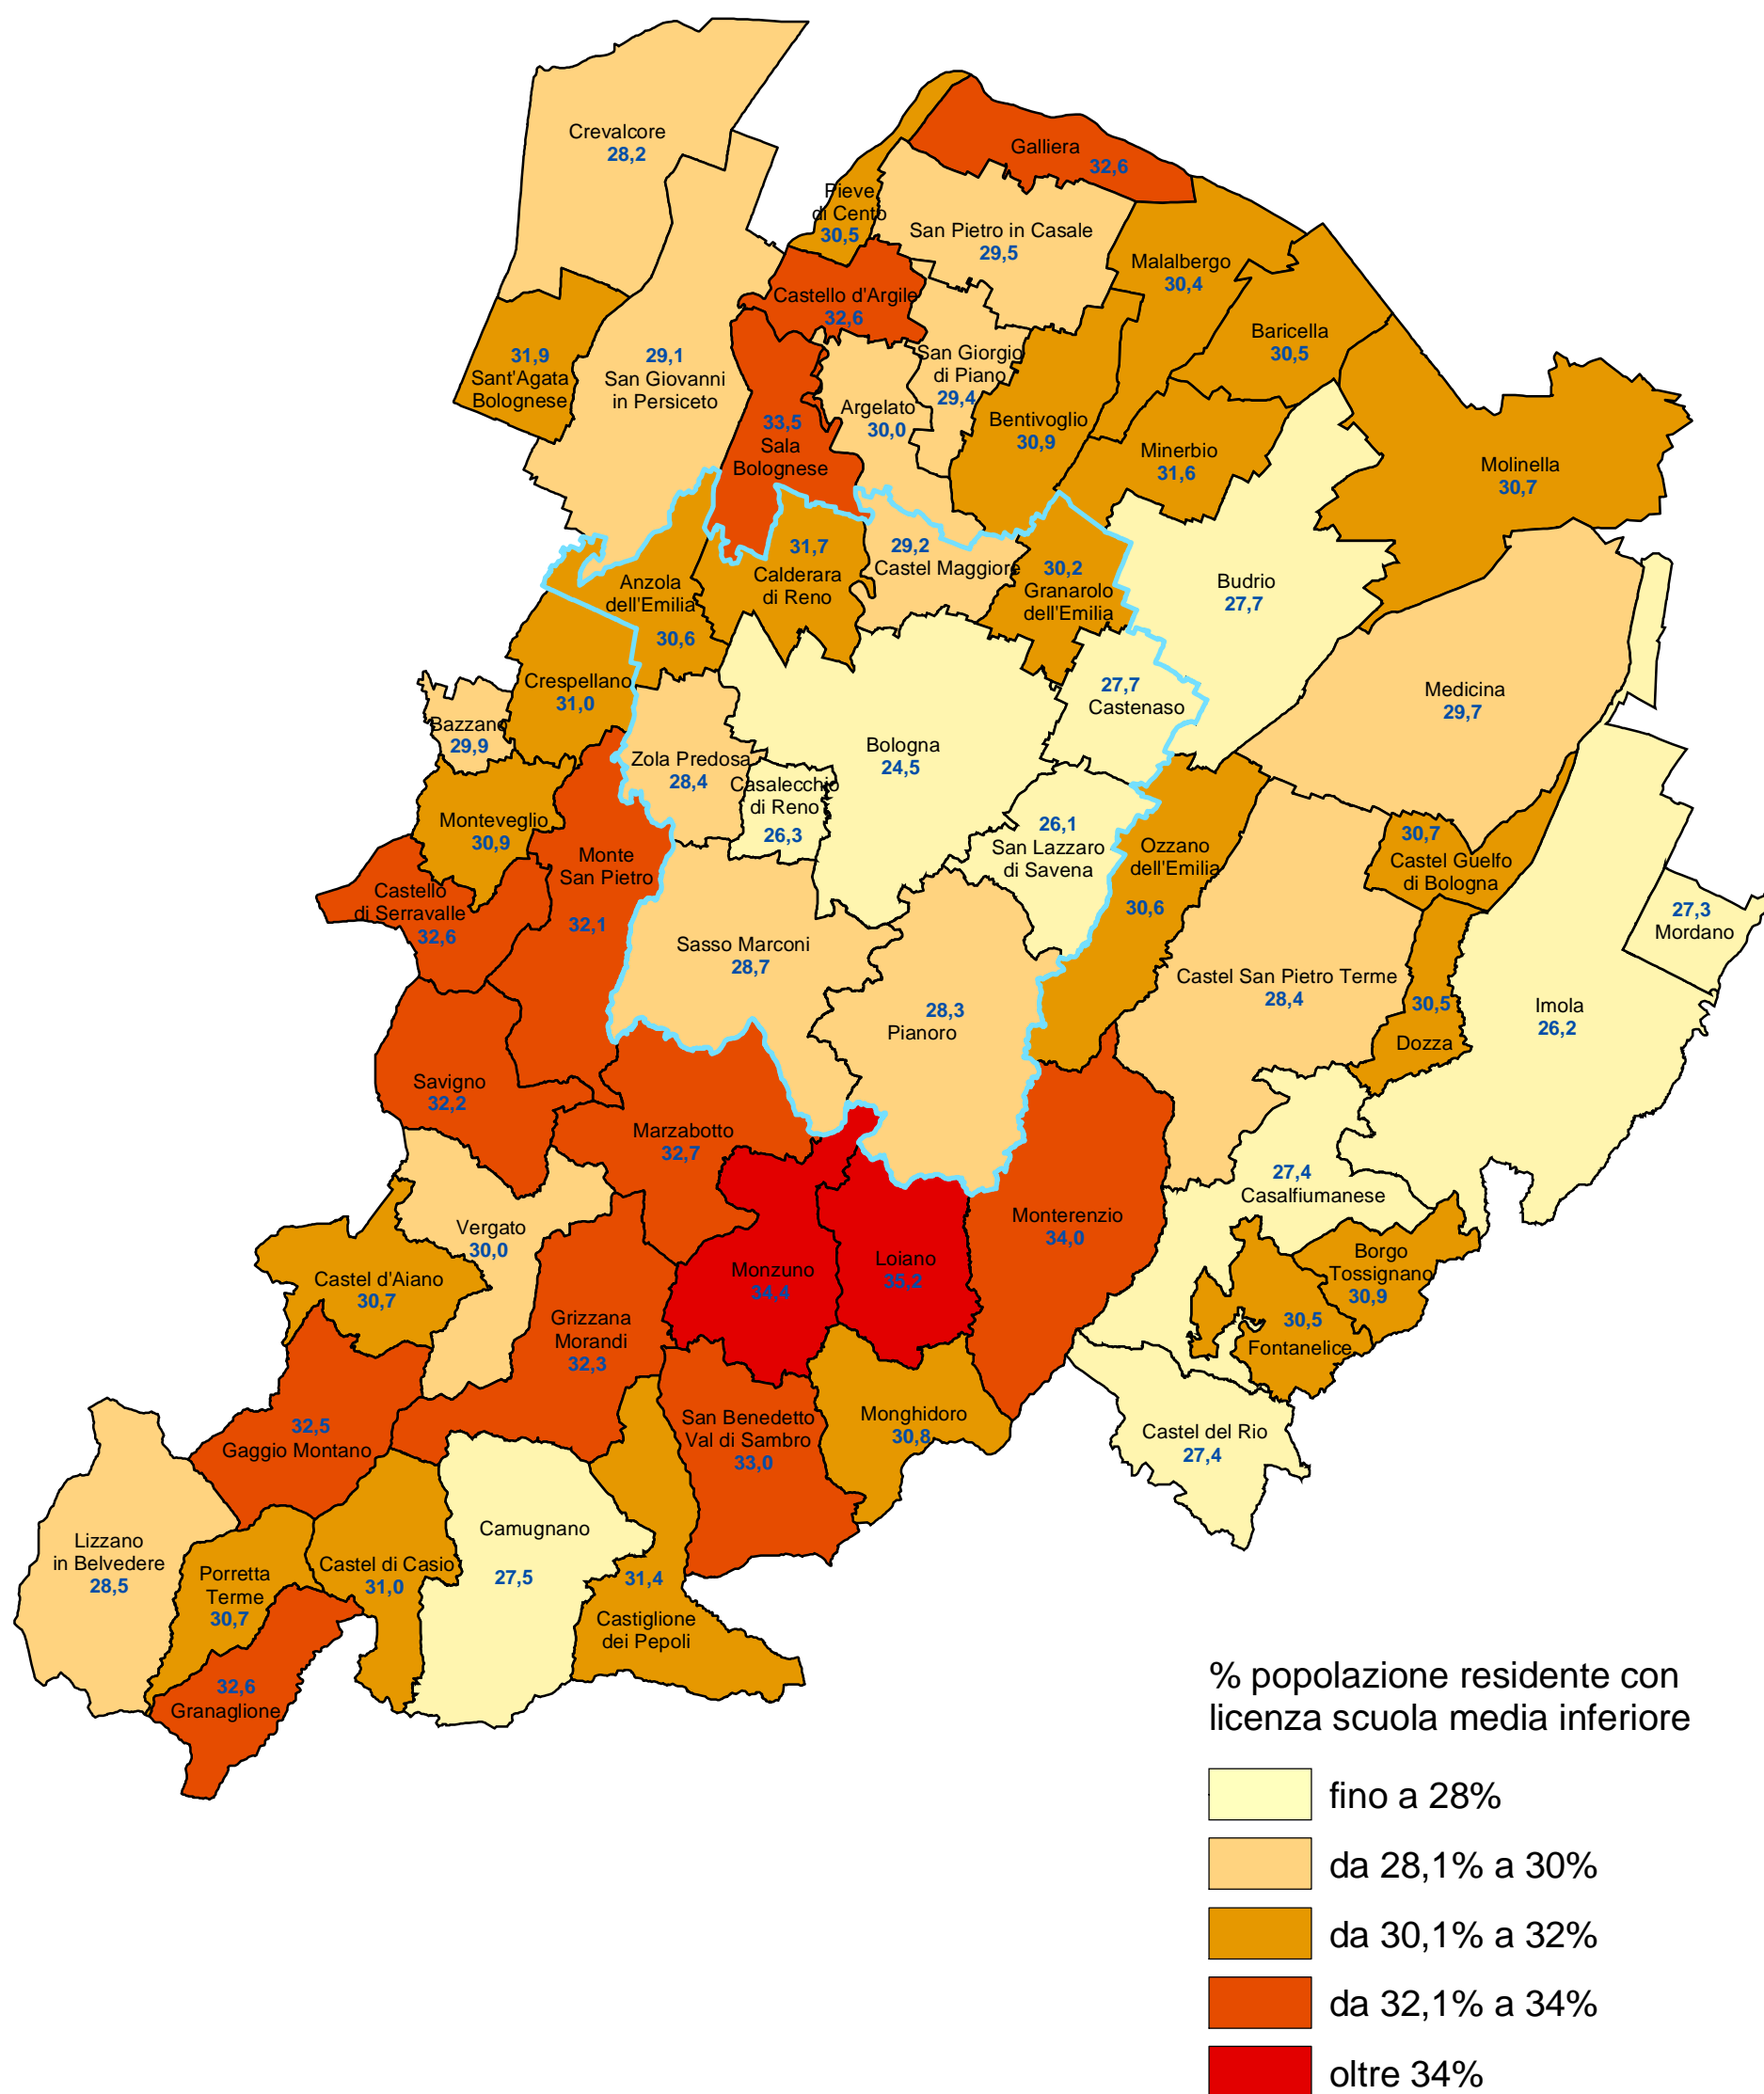 Crevalcore
28,2
Galliera
32,6
Pieve
di Cento
30,5
San Pietro in Casale
29,5
Malalbergo
30,4
Castello d'Argile
32,6
Baricella
30,5
31,9
Sant'Agata
Bolognese
29,1
San Giovanni
in Persiceto
San Giorgio
di Piano
29,4
Argelato
30,0
33,5
Sala
Bolognese
Bentivoglio
30,9
Minerbio
31,6
Molinella
30,7
31,7
Calderara
di Reno
29,2
Castel Maggiore
30,2
Granarolo
dell'Emilia
Anzola
dell'Emilia
30,6
Budrio
27,7
Crespellano
31,0
27,7
Castenaso
Medicina
29,7
Bazzano
29,9
Zola Predosa
28,4
Bologna
24,5
Casalecchio
di Reno
26,3
Monteveglio
30,9
26,1
San Lazzaro
di Savena
Ozzano
dell'Emilia
30,6
30,7
Castel Guelfo
di Bologna
Monte
San Pietro
32,1
Castello
di Serravalle
32,6
27,3
Mordano
Sasso Marconi
28,7
Castel San Pietro Terme
28,4
28,3
Pianoro
30,5
Dozza
Imola
26,2
Savigno
32,2
Marzabotto
32,7
27,4
Casalfiumanese
Vergato
30,0
Monterenzio
34,0
Castel d'Aiano
30,7
Monzuno
34,4
Loiano
35,2
Borgo
Tossignano
30,9
Grizzana
Morandi
32,3
30,5
Fontanelice
32,5
Gaggio Montano
San Benedetto
Val di Sambro
33,0
Monghidoro
30,8
Castel del Rio
27,4
Lizzano
in Belvedere
28,5
Porretta
Terme
30,7
Castel di Casio
31,0
Camugnano
27,5
31,4
Castiglione
dei Pepoli
32,6
Granaglione
% popolazione residente con
licenza scuola media inferiore
fino a 28%
da 28,1% a 30%
da 30,1% a 32%
da 32,1% a 34%
oltre 34%